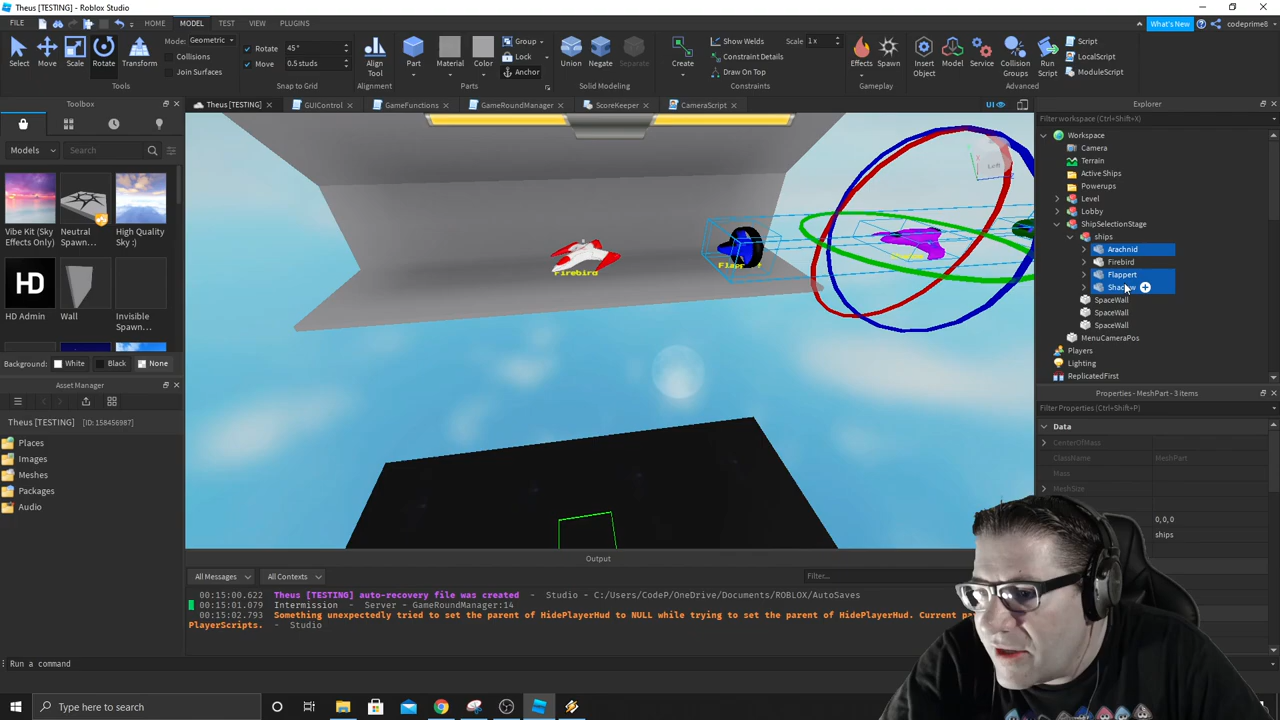 Theus [TESTING] - Roblox Studio
FILE HOME MODEL TEST VIEW PLUGINS What's New codeprime8
Select Move Scale Rotate Transform
Mode: Geometric
Collisions
Join Surfaces
Tools
Rotate 45°
Move 0.5 studs
Snap to Grid
Align Tool
Alignment
Part Material Color
Group
Lock
Anchor
Parts
Union Negate Separate
Solid Modeling
Create
Show Welds
Constraint Details
Draw On Top
Scale 1 x
Constraints
Effects Spawn
Gameplay
Insert Object Model Service Collision Groups Run Script
Script
LocalScript
ModuleScript
Advanced
Toolbox
Theus [TESTING] GUIControl GameFunctions GameRoundManager ScoreKeeper CameraScript UI
Models Search
Vibe Kit (Sky Effects Only)
Neutral Spawn...
High Quality Sky :)
HD Admin
Wall
Invisible Spawn...
Background: White Black None
Asset Manager
Theus [TESTING] [ID:158456987]
Places
Images
Meshes
Packages
Audio
Left
Firebird
Explorer
Filter workspace (Ctrl+Shift+X)
Workspace
Camera
Terrain
Active Ships
Powerups
Level
Lobby
ShipSelectionStage
ships
Arachnid
Firebird
Flappert
SpaceWall
SpaceWall
SpaceWall
MenuCameraPos
Players
Lighting
ReplicatedFirst
Properties - MeshPart - 3 items
Filter Properties (Ctrl+Shift+P)
Data
CenterOfMass
ClassName MeshPart
Mass
MeshSize
0,0,0
ships
Output
All Messages All Contexts Filter...
00:15:00.622 Theus [TESTING] auto-recovery file was created - Studio - C:/Users/CodeP/OneDrive/Documents/ROBLOX/AutoSaves
00:15:01.079 Intermission - Server - GameRoundManager:14
00:15:02.793 Something unexpectedly tried to set the parent of HidePlayerHud to NULL while trying to set the parent of HidePlayerHud. Current
PlayerScripts. - Studio
Run a command
Type here to search